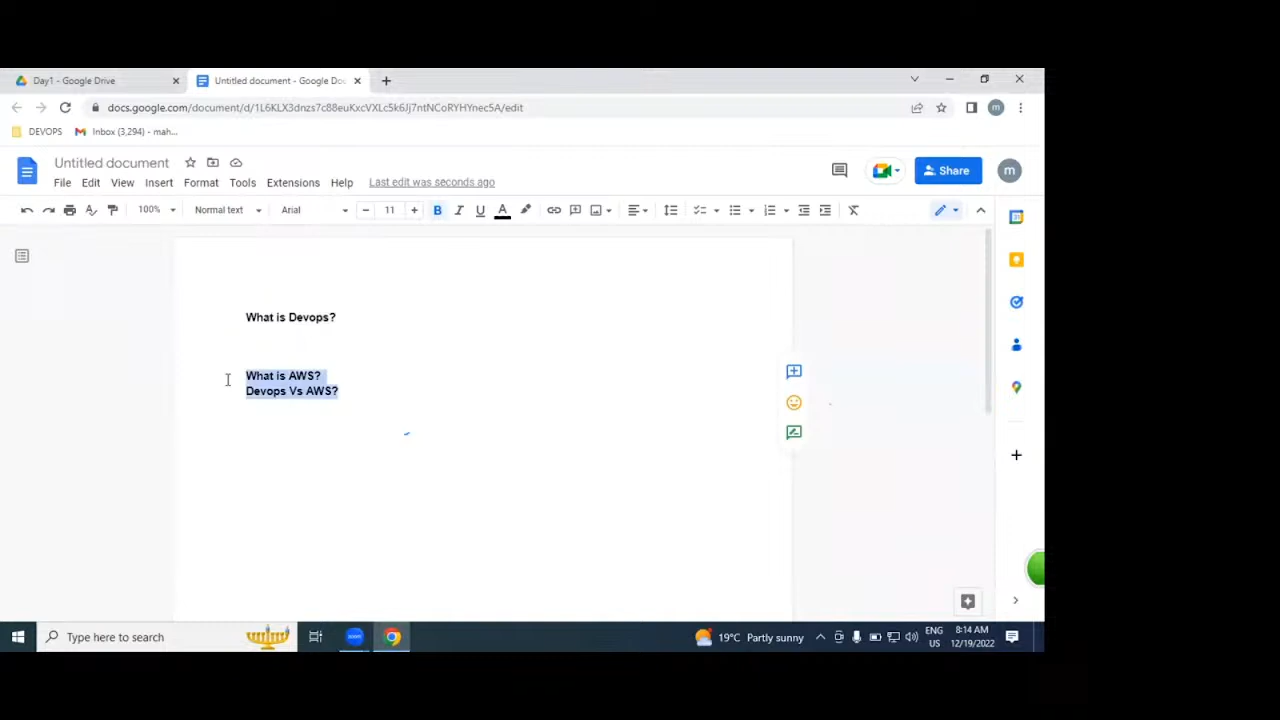 Day1 - Google Drive
Untitled document - Google Doc
docs.google.com/document/d/1L6KLX3dnzs7c88euKxcVXLc5k6Jj7ntNCoRYHYnec5A/edit
DEVOPS Inbox (3,294) - mah...
Untitled document
File Edit View Insert Format Tools Extensions Help Last edit was seconds ago
Share
m
100% Normal text Arial 11 B I U A
What is Devops?
What is AWS?
Devops Vs AWS?
Type here to search
zoom
19°C Partly sunny
ENG
US
8:14 AM
12/19/2022